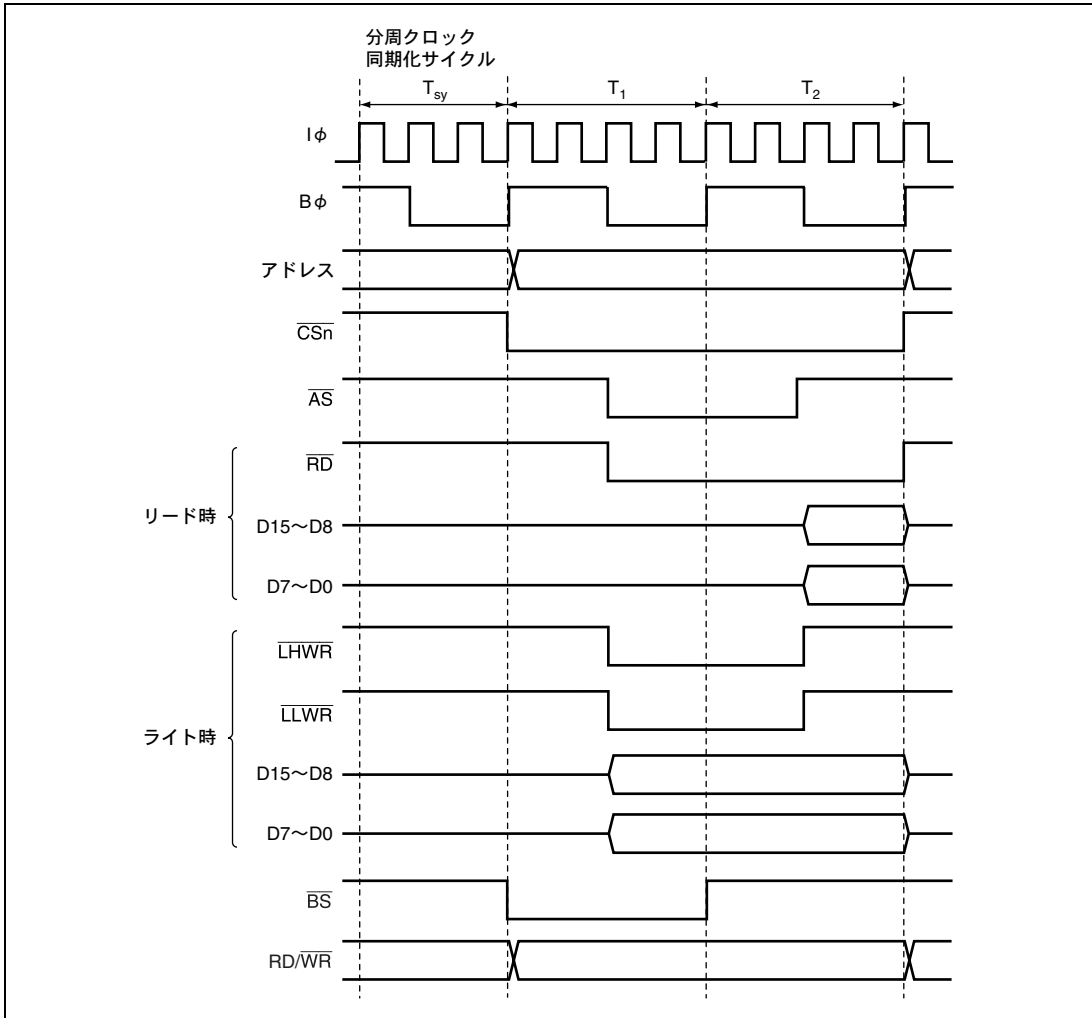 分周クロック
同期化サイクル
Tsy T1 T2
Iφ
Bφ
アドレス
CSn
AS
リード時
RD
D15〜D8
D7〜D0
ライト時
LHWR
LLWR
D15〜D8
D7〜D0
BS
RD/WR